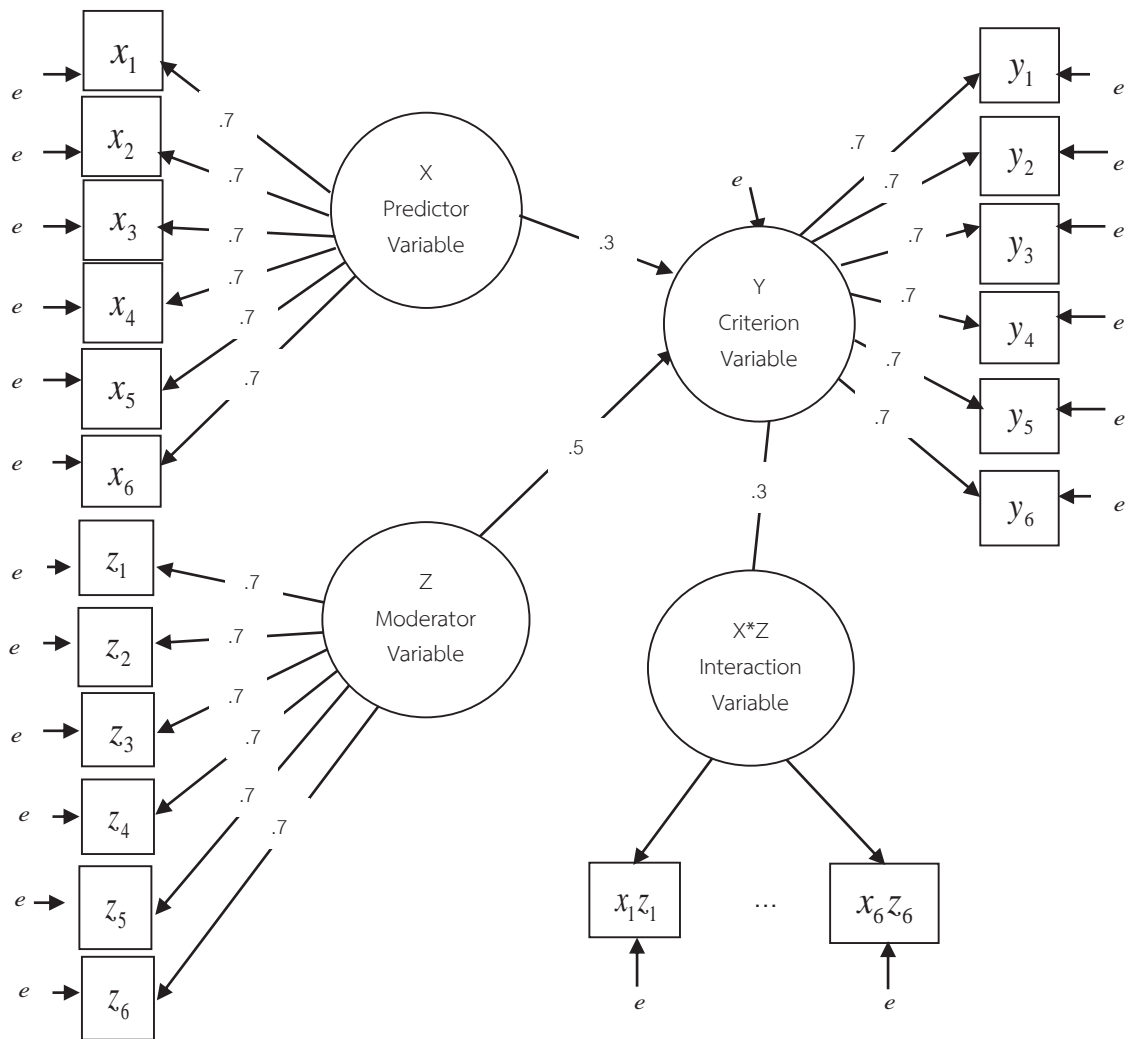 x1
e
.7
x2
e
.7
x3
e
.7
x4
e
.7
x5
e
.7
x6
e
.7
X
Predictor
Variable
.3
z1
e
.7
z2
e
.7
z3
e
.7
z4
e
.7
z5
e
.7
z6
e
.7
Z
Moderator
Variable
.5
e
Y
Criterion
Variable
.7
y1
e
.7
y2
e
.7
y3
e
.7
y4
e
.7
y5
e
.7
y6
e
.3
X*Z
Interaction
Variable
x1z1 ... x6z6
e
e